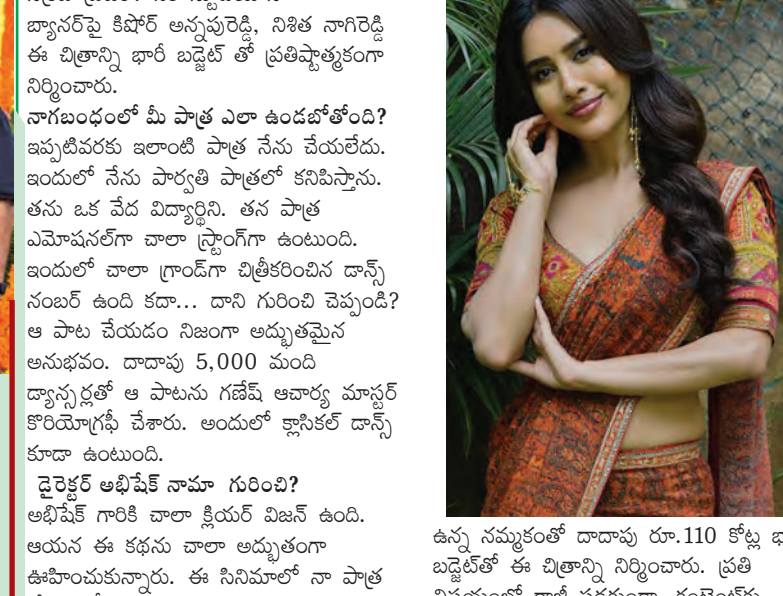 బ్యానర్‌పై కిషోర్ అన్నపురెడ్డి, నిశిత నాగిరెడ్డి
ఈ చిత్రాన్ని భారీ బడ్జెట్ తో ప్రతిష్ఠాత్మకంగా
నిర్మించారు.
నాగబంధంలో మీ పాత్ర ఎలా ఉండబోతోంది?
ఇప్పటివరకు ఇలాంటి పాత్ర నేను చేయలేదు.
ఇందులో నేను పార్వతి పాత్రలో కనిపిస్తాను.
తను ఒక వేద విద్యార్థిని. తన పాత్ర
ఎమోషనల్‌గా చాలా స్ట్రాంగ్‌గా ఉంటుంది.
ఇందులో చాలా గ్రాండ్‌గా చిత్రీకరించిన డాన్స్
నంబర్ ఉంది కదా... దాని గురించి చెప్పండి?
ఆ పాట చేయడం నిజంగా అద్భుతమైన
అనుభవం. దాదాపు 5,000 మంది
డ్యాన్సర్లతో ఆ పాటను గణేష్ ఆచార్య మాస్టర్
కొరియోగ్రఫీ చేశారు. అందులో క్లాసికల్ డాన్స్
కూడా ఉంటుంది.
డైరెక్టర్ అభిషేక్ నామా గురించి?
అభిషేక్ గారికి చాలా క్లియర్ విజన్ ఉంది.
ఆయన ఈ కథను చాలా అద్భుతంగా
ఊహించుకున్నారు. ఈ సినిమాలో నా పాత్ర
ఉన్న నమ్మకంతో దాదాపు రూ.110 కోట్ల
బడ్జెట్‌తో ఈ చిత్రాన్ని నిర్మించారు. ప్రతి